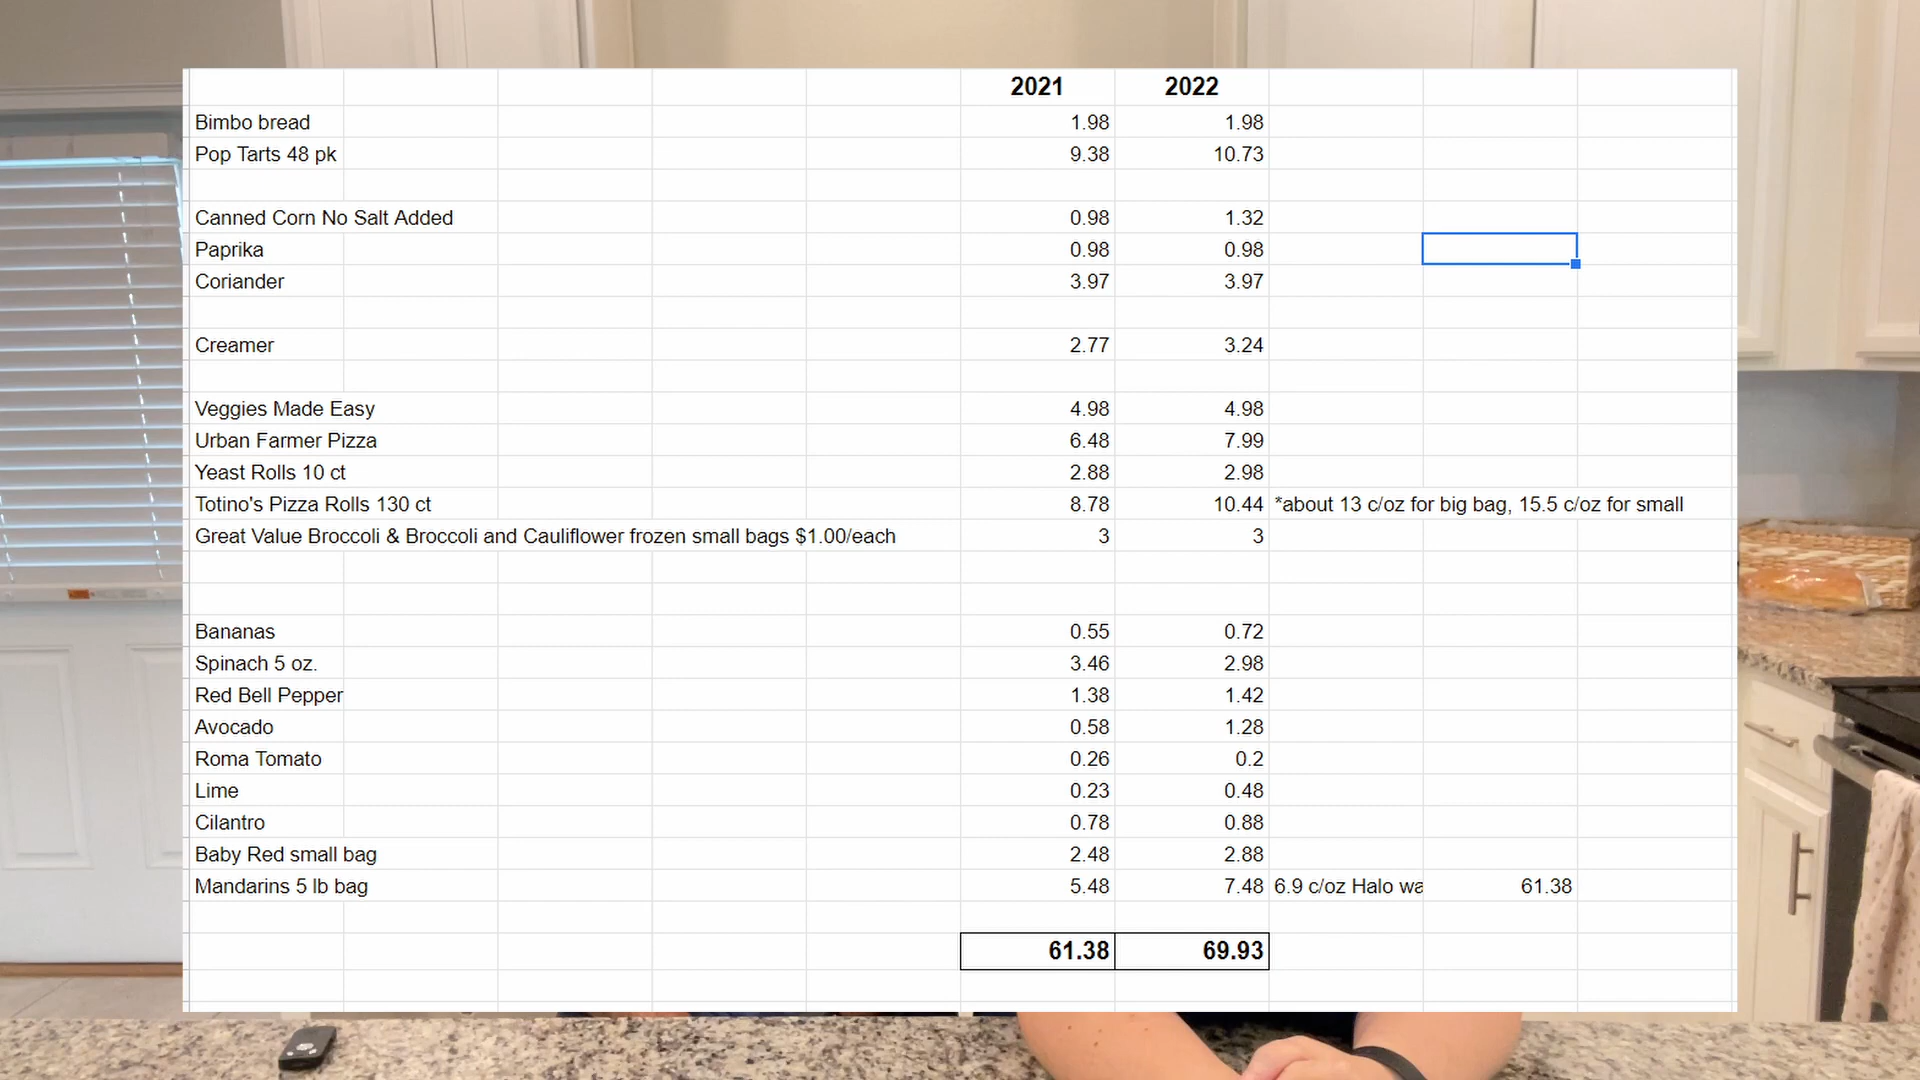 2021 2022
Bimbo bread 1.98 1.98
Pop Tarts 48 pk 9.38 10.73
Canned Corn No Salt Added 0.98 1.32
Paprika 0.98 0.98
Coriander 3.97 3.97
Creamer 2.77 3.24
Veggies Made Easy 4.98 4.98
Urban Farmer Pizza 6.48 7.99
Yeast Rolls 10 ct 2.88 2.98
Totino's Pizza Rolls 130 ct 8.78 10.44 *about 13 c/oz for big bag, 15.5 c/oz for small
Great Value Broccoli & Broccoli and Cauliflower frozen small bags $1.00/each 3 3
Bananas 0.55 0.72
Spinach 5 oz. 3.46 2.98
Red Bell Pepper 1.38 1.42
Avocado 0.58 1.28
Roma Tomato 0.26 0.2
Lime 0.23 0.48
Cilantro 0.78 0.88
Baby Red small bag 2.48 2.88
Mandarins 5 lb bag 5.48 7.48 6.9 c/oz Halo wa 61.38
61.38 69.93